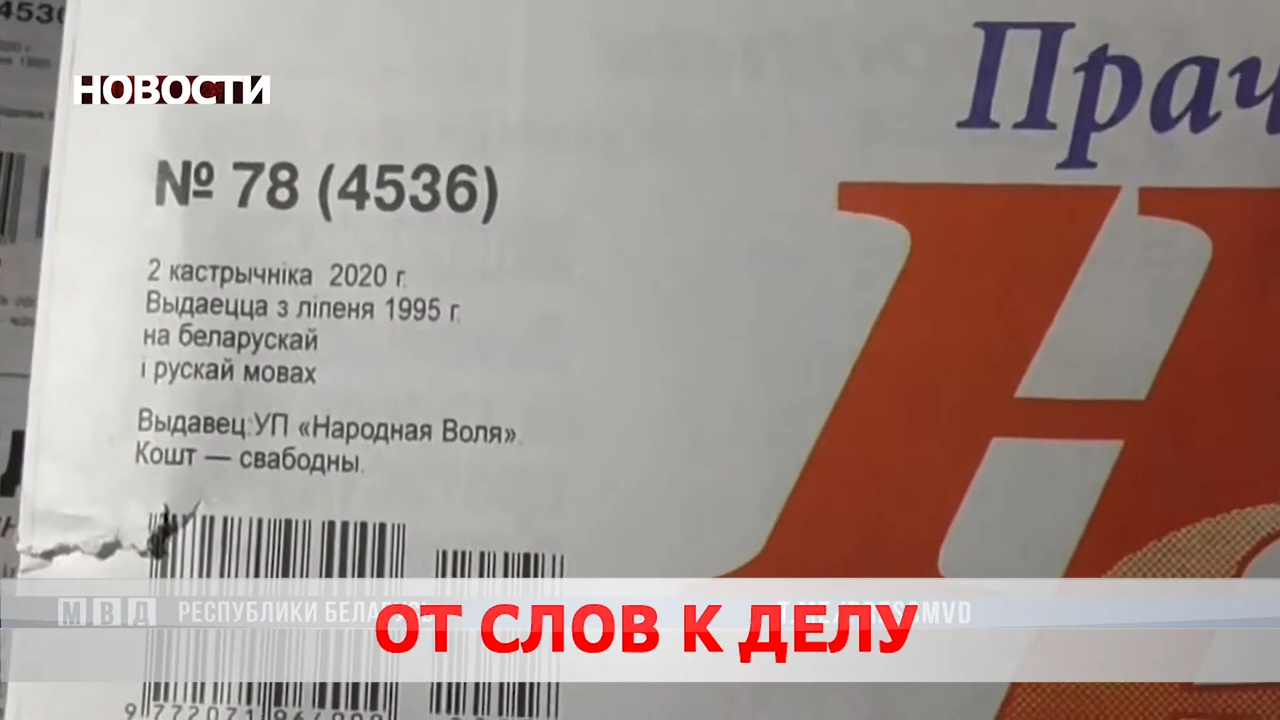 НОВОСТИ
Прач
№ 78 (4536)
2 кастрычніка 2020 г.
Выдаецца з ліпеня 1995 г.
на беларускай
і рускай мовах
Выдавец:УП «Народная Воля».
Кошт — свабодны.
МВД РЕСПУБЛИКИ БЕЛАРУСЬ
ОТ СЛОВ К ДЕЛУ